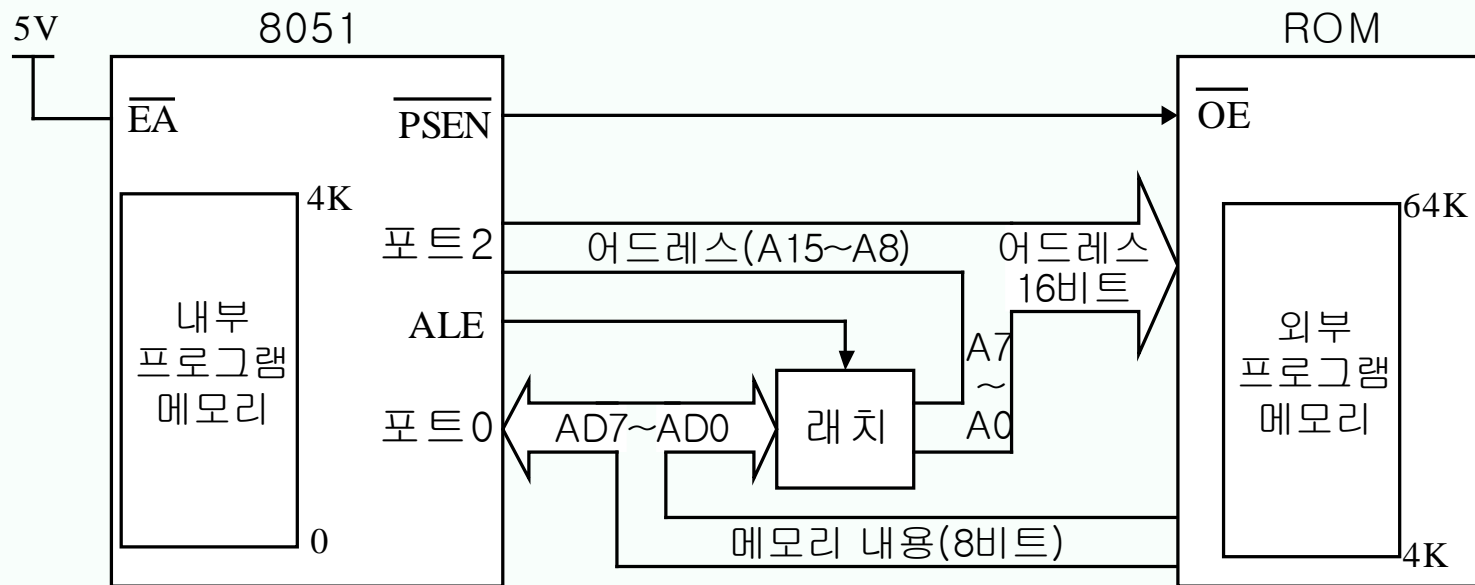 5V
8051
ROM
EA
PSEN
OE
4K
64K
포트2
어드레스(A15~A8)
어드레스
16비트
내부
프로그램
메모리
ALE
A7
~
A0
외부
프로그램
메모리
포트0
AD7~AD0
래치
0
메모리 내용(8비트)
4K